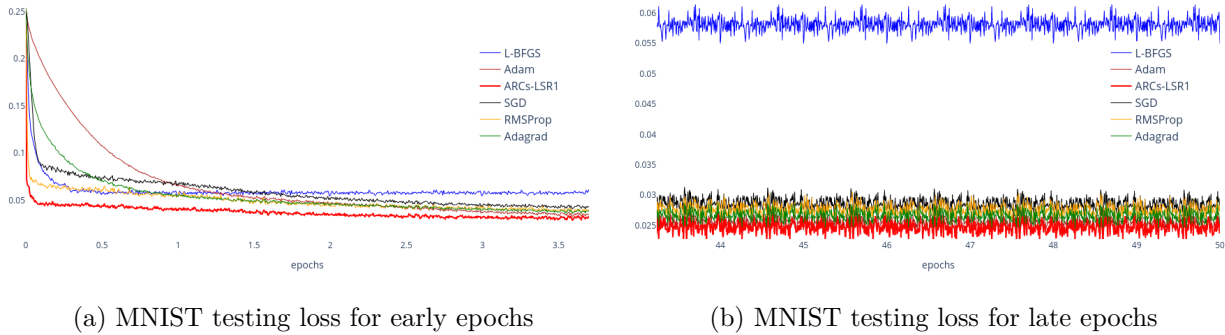 0.25
0.2
0.15
0.1
0.05
0
0.5
1
1.5
2
2.5
3
3.5
epochs
L-BFGS
Adam
ARCs-LSR1
SGD
RMSProp
Adagrad
(a) MNIST testing loss for early epochs
0.06
0.055
0.05
0.045
0.04
0.035
0.03
0.025
44
45
46
47
48
49
50
epochs
L-BFGS
Adam
ARCs-LSR1
SGD
RMSProp
Adagrad
(b) MNIST testing loss for late epochs